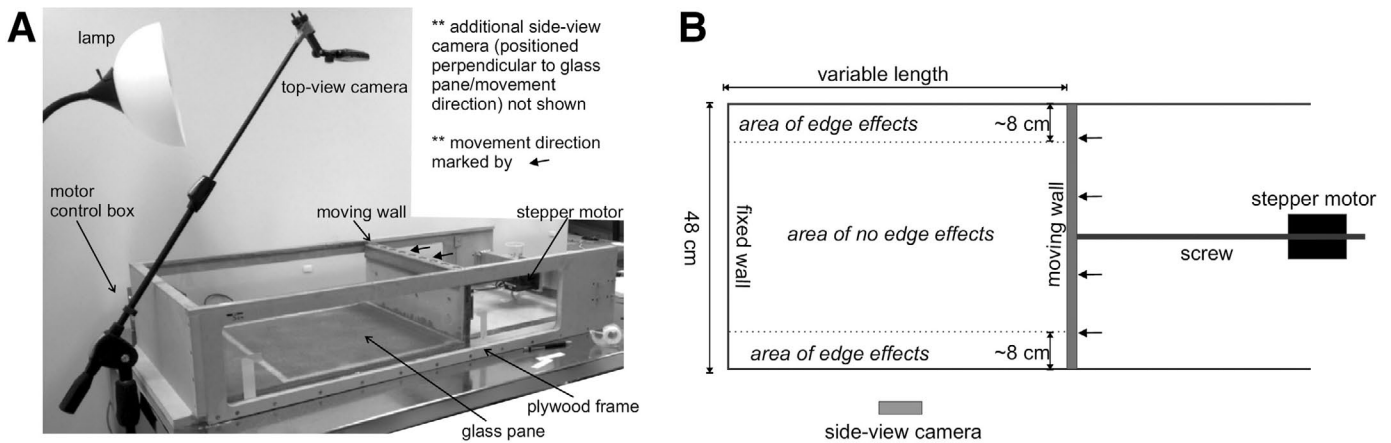 A
lamp
top-view camera
** additional side-view
camera (positioned
perpendicular to glass
pane/movement
direction) not shown
** movement direction
marked by
motor
control box
moving wall
stepper motor
plywood frame
glass pane
B
variable length
area of edge effects
~8 cm
48 cm
fixed wall
area of no edge effects
moving wall
stepper motor
screw
area of edge effects
~8 cm
side-view camera